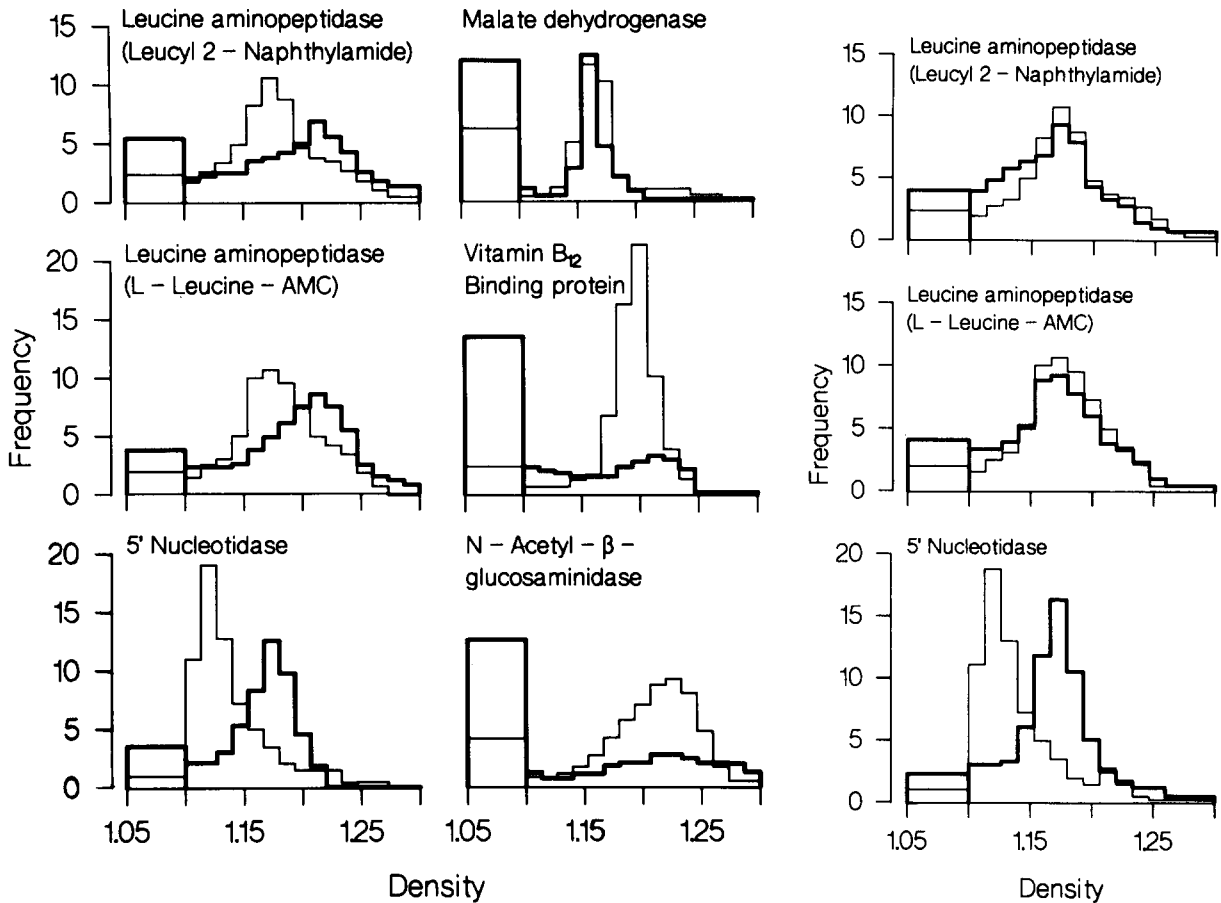 Leucine aminopeptidase
(Leucyl 2 – Naphthylamide)
15
10
5
0
Malate dehydrogenase
Leucine aminopeptidase
(L – Leucine – AMC)
20
15
10
5
0
Vitamin B₁₂
Binding protein
5' Nucleotidase
20
15
10
5
0
1.05
1.15
1.25
N – Acetyl – β –
glucosaminidase
1.05
1.15
1.25
Frequency
Density
Leucine aminopeptidase
(Leucyl 2 – Naphthylamide)
15
10
5
0
Leucine aminopeptidase
(L – Leucine – AMC)
15
10
5
0
Frequency
5' Nucleotidase
20
15
10
5
0
1.05
1.15
1.25
Density